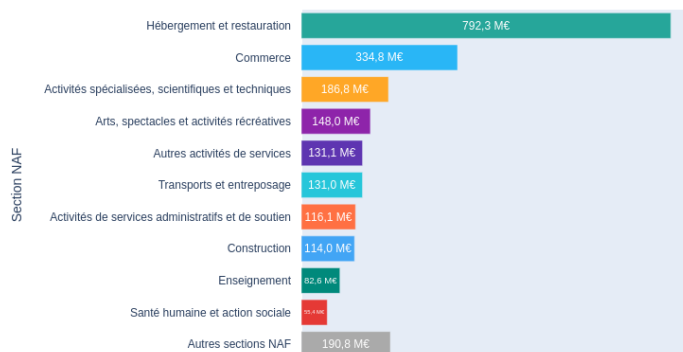 Section NAF
Hébergement et restauration 792,3 M€
Commerce 334,8 M€
Activités spécialisées, scientifiques et techniques 186,8 M€
Arts, spectacles et activités récréatives 148,0 M€
Autres activités de services 131,1 M€
Transports et entreposage 131,0 M€
Activités de services administratifs et de soutien 116,1 M€
Construction 114,0 M€
Enseignement 82,6 M€
Santé humaine et action sociale 55,4 M€
Autres sections NAF 190,8 M€